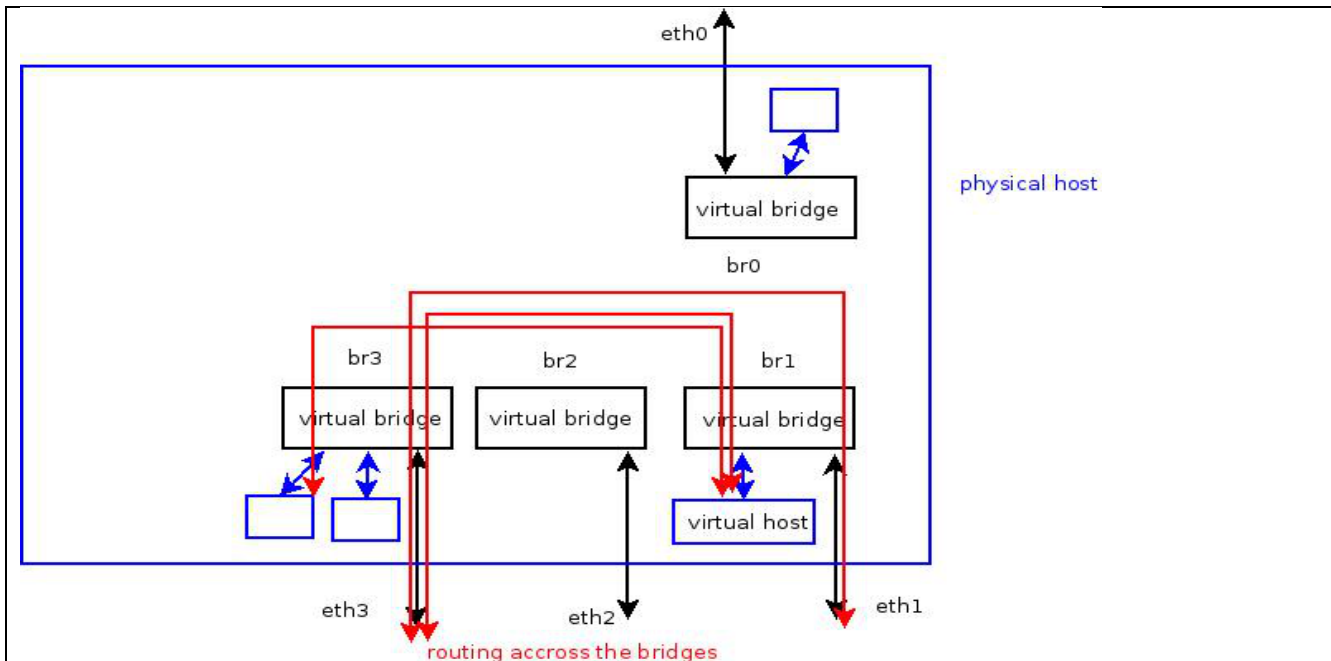 eth0
physical host
virtual bridge
br0
br3
br2
br1
virtual bridge
virtual bridge
virtual bridge
virtual host
eth3
eth2
eth1
routing accross the bridges